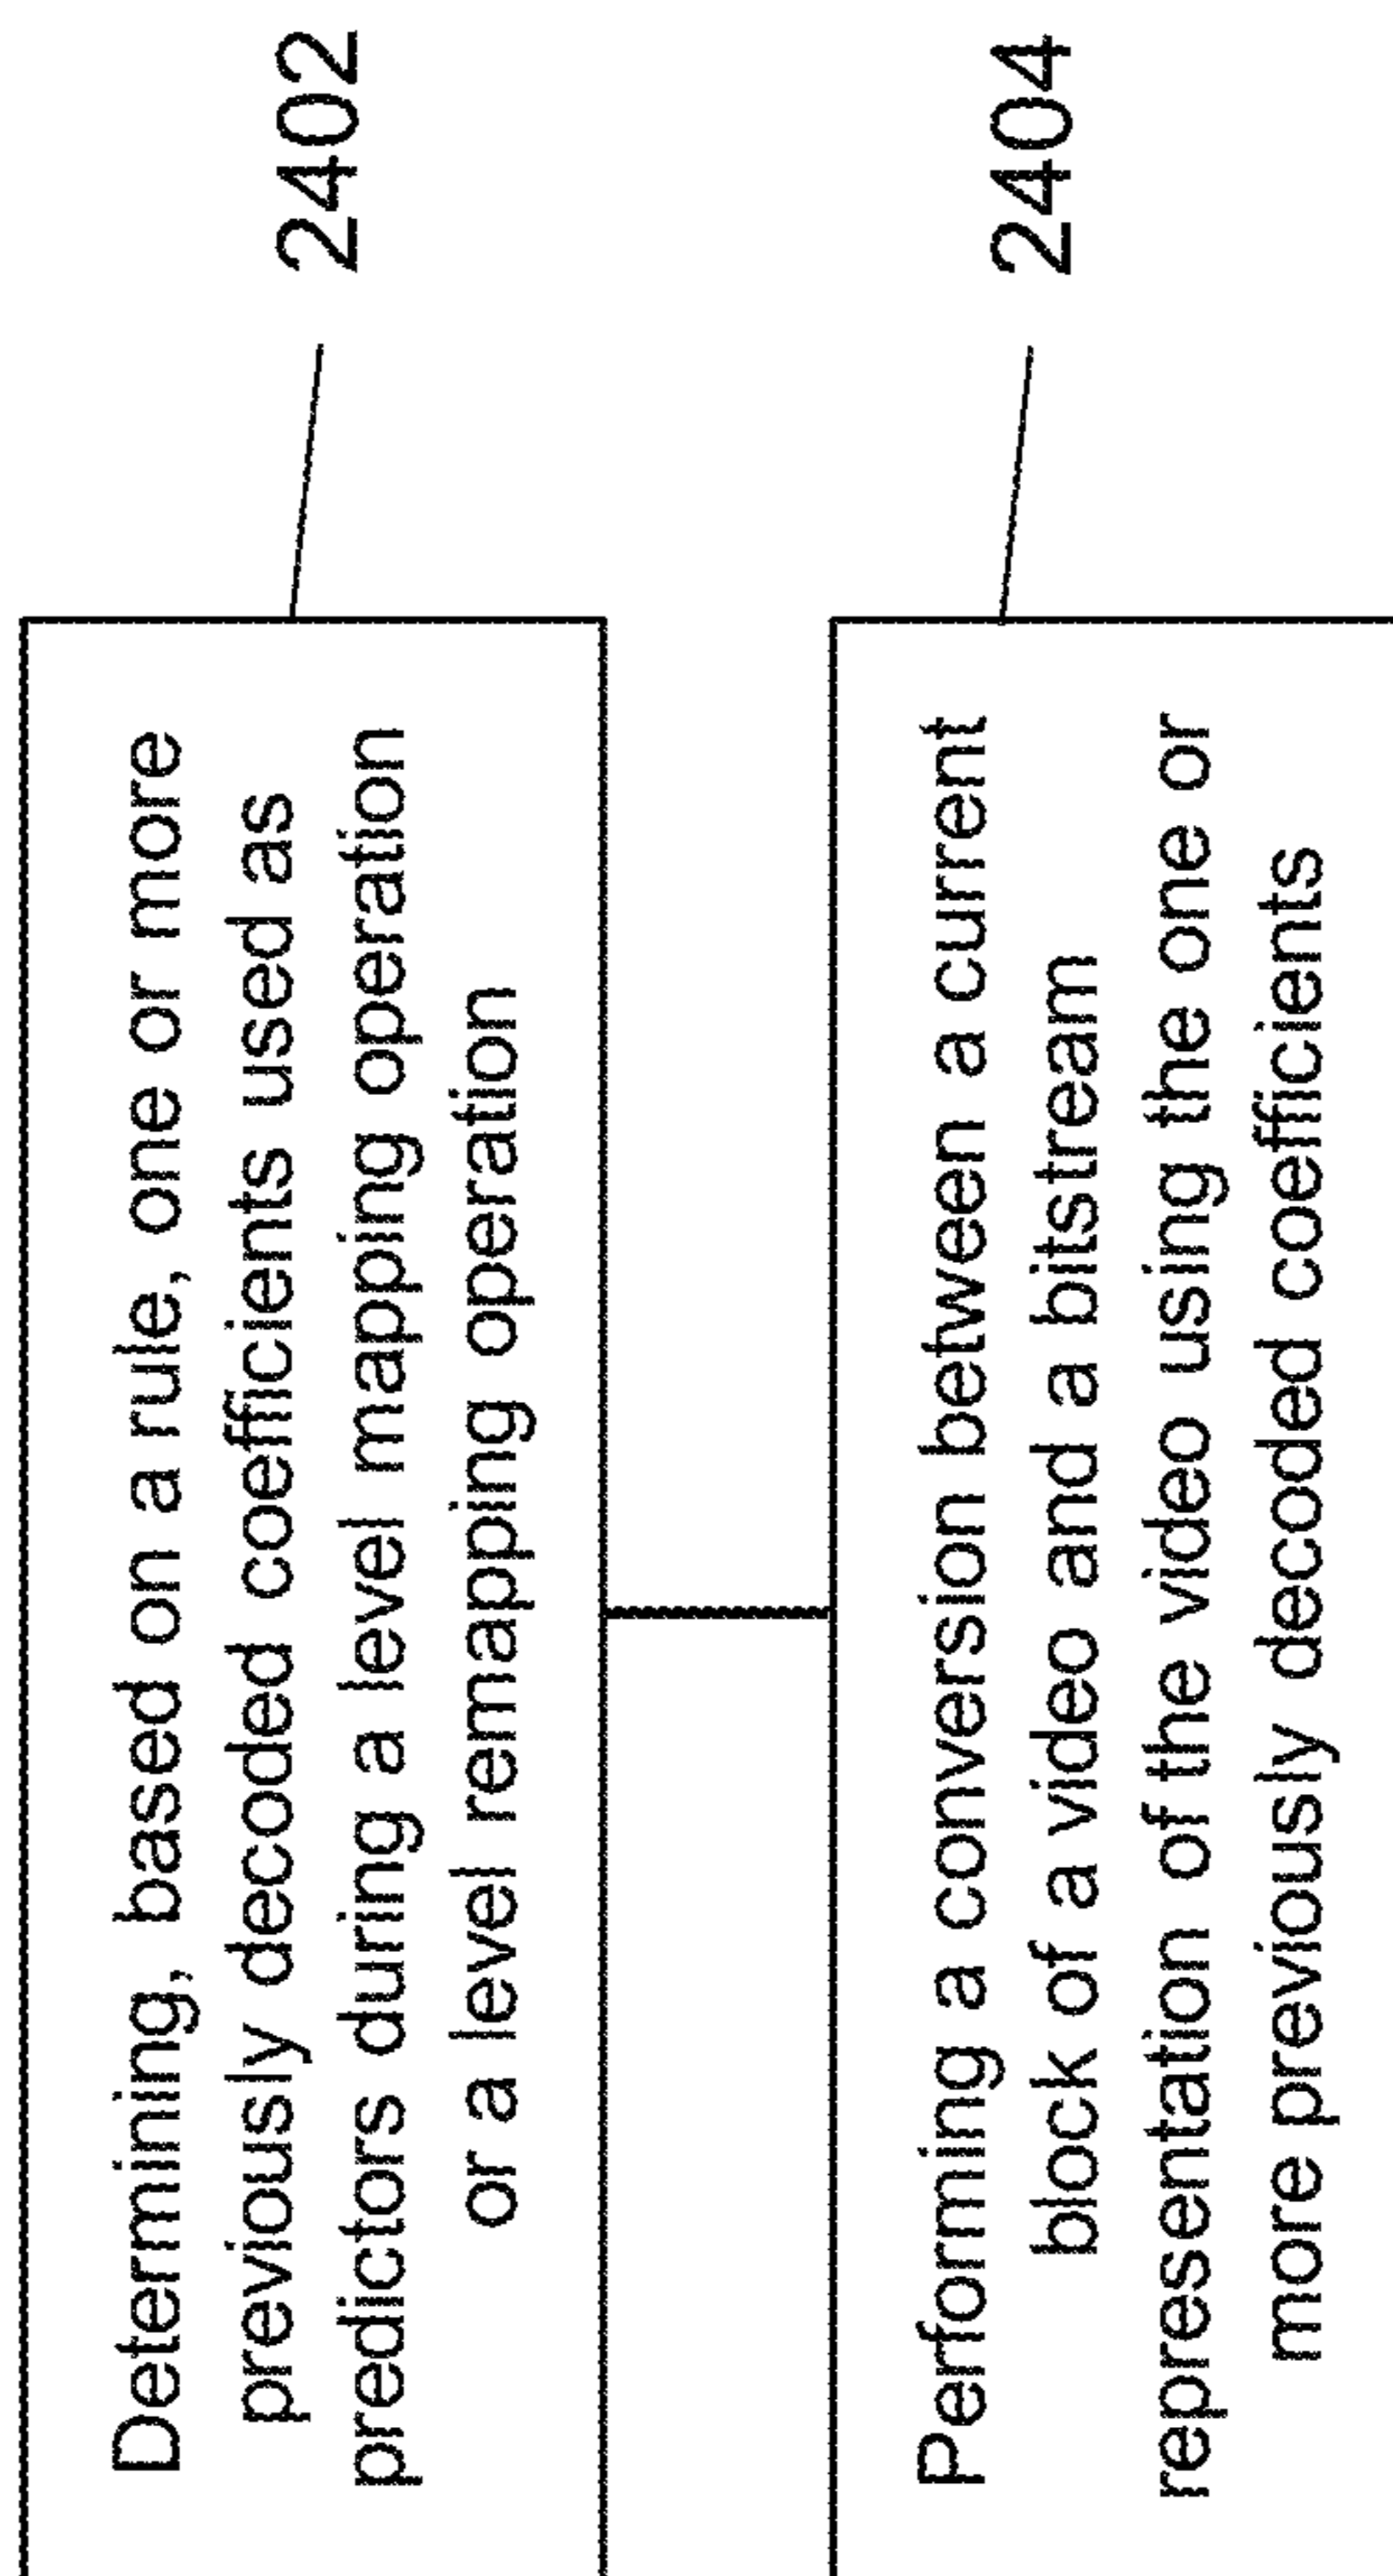 Determining, based on a rule, one or more
previously decoded coefficients used as
predictors during a level mapping operation
or a level remapping operation
2402
Performing a conversion between a current
block of a video and a bitstream
representation of the video using the one or
more previously decoded coefficients
2404